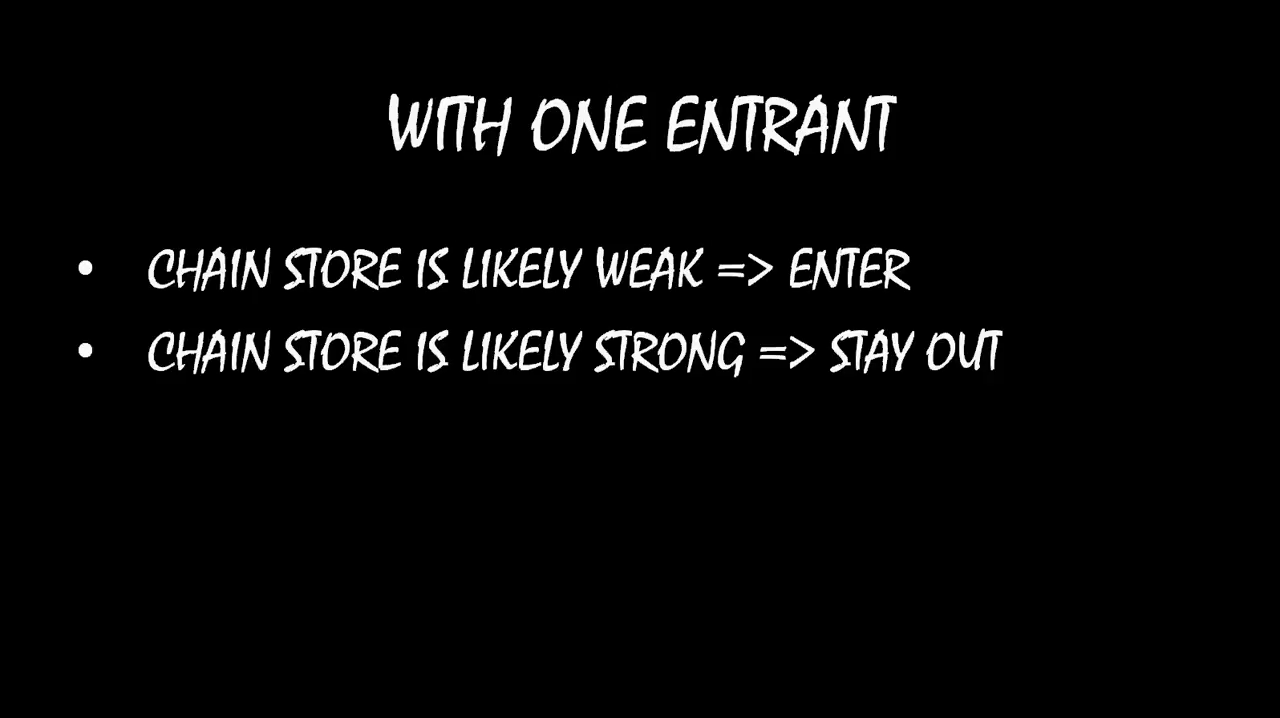 WITH ONE ENTRANT
• CHAIN STORE IS LIKELY WEAK => ENTER
• CHAIN STORE IS LIKELY STRONG => STAY OUT